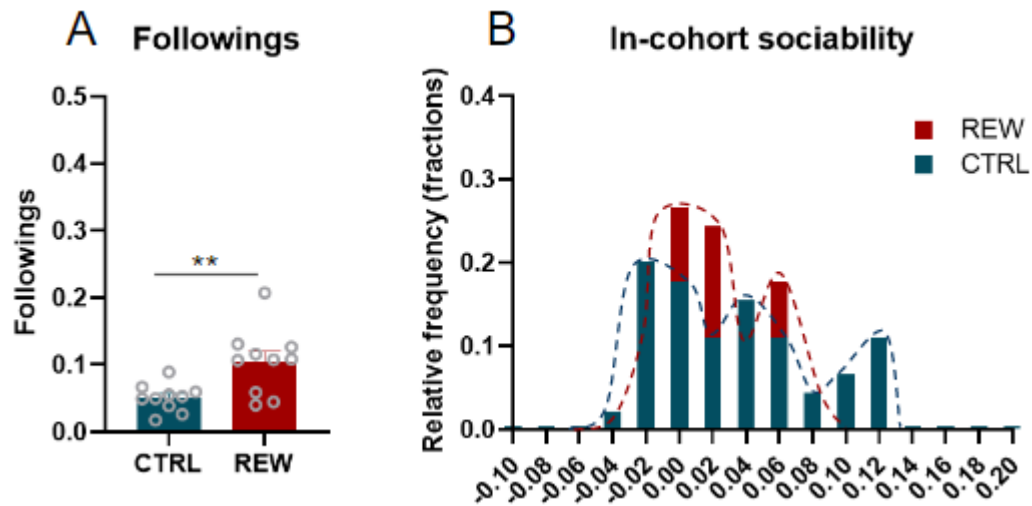 A Followings
Followings
0.5
0.4
0.3
0.2
0.1
0.0
**
CTRL REW
B In-cohort sociability
Relative frequency (fractions)
0.4
0.3
0.2
0.1
0.0
REW
CTRL
-0.10 -0.08 -0.06 -0.04 -0.02 0.00 0.02 0.04 0.06 0.08 0.10 0.12 0.14 0.16 0.18 0.20